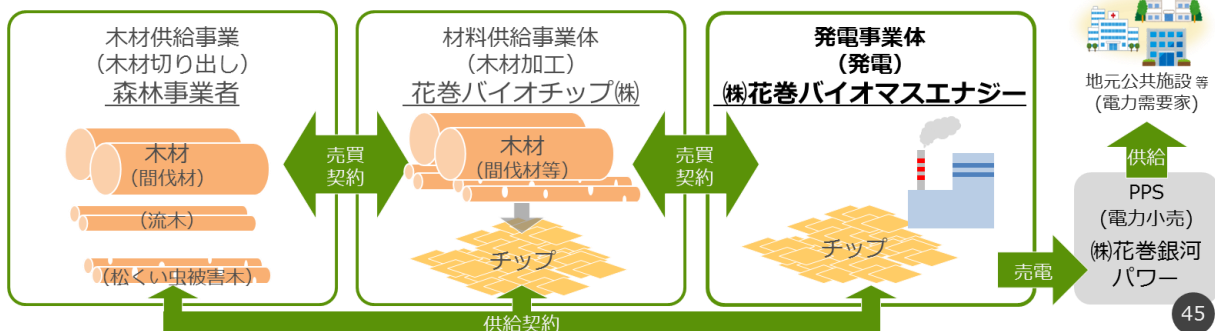 木材供給事業
(木材切り出し)
森林事業者
木材
(間伐材)
(流木)
(松くい虫被害木)
売買
契約
材料供給事業体
(木材加工)
花巻バイオチップ㈱
木材
(間伐材等)
チップ
売買
契約
発電事業体
(発電)
㈱花巻バイオマスエナジー
チップ
供給契約
売電
地元公共施設等
(電力需要家)
供給
PPS
(電力小売)
㈱花巻銀河
パワー
45